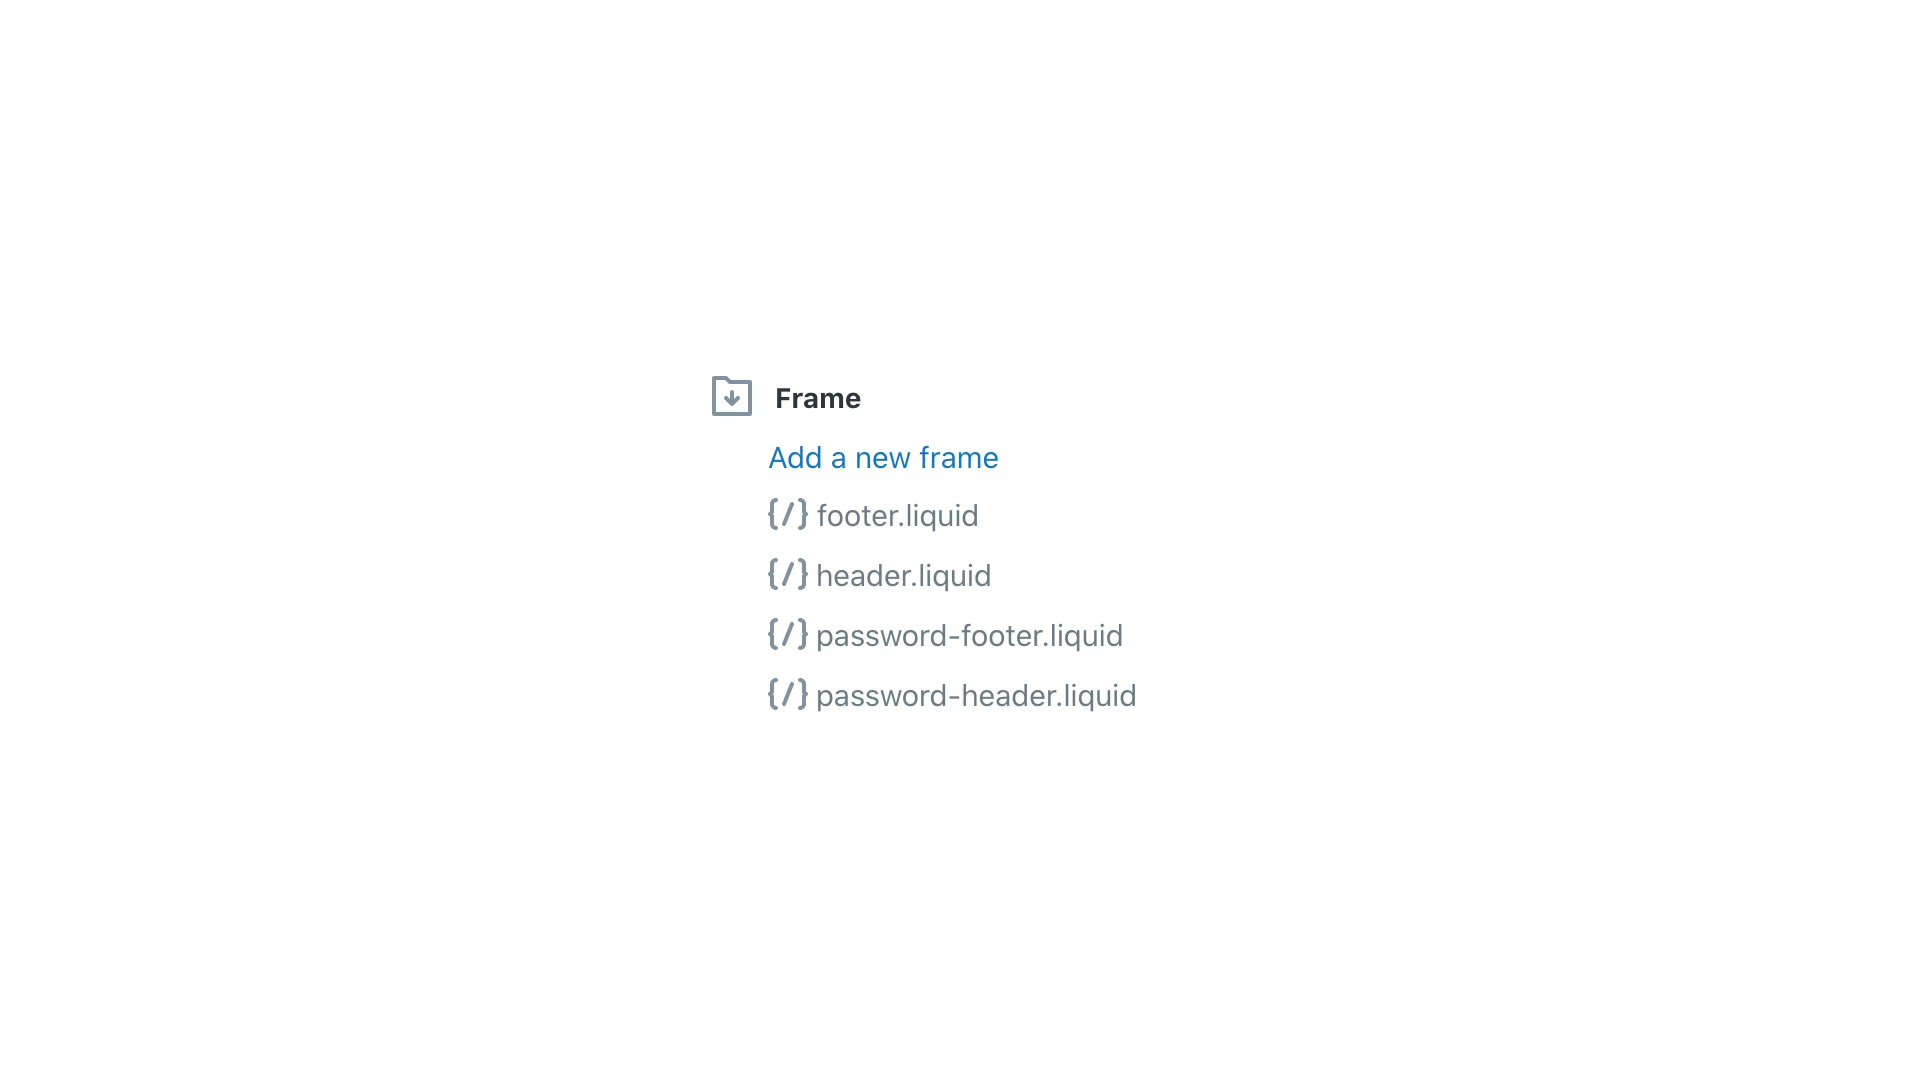 Frame
Add a new frame
{/} footer.liquid
{/} header.liquid
{/} password-footer.liquid
{/} password-header.liquid